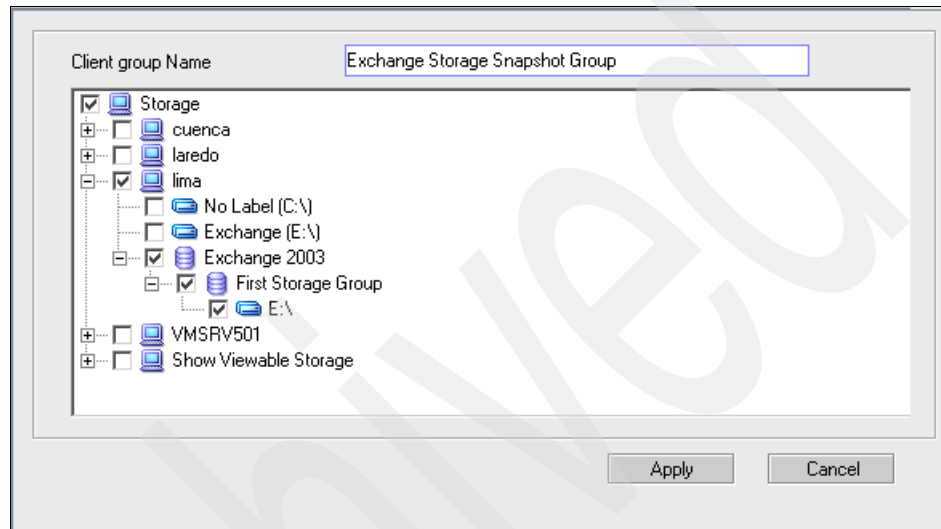 Client group Name
Exchange Storage Snapshot Group
Storage
cuenca
laredo
lima
No Label (C:\)
Exchange (E:\)
Exchange 2003
First Storage Group
E:\
VMSRV501
Show Viewable Storage
Apply
Cancel